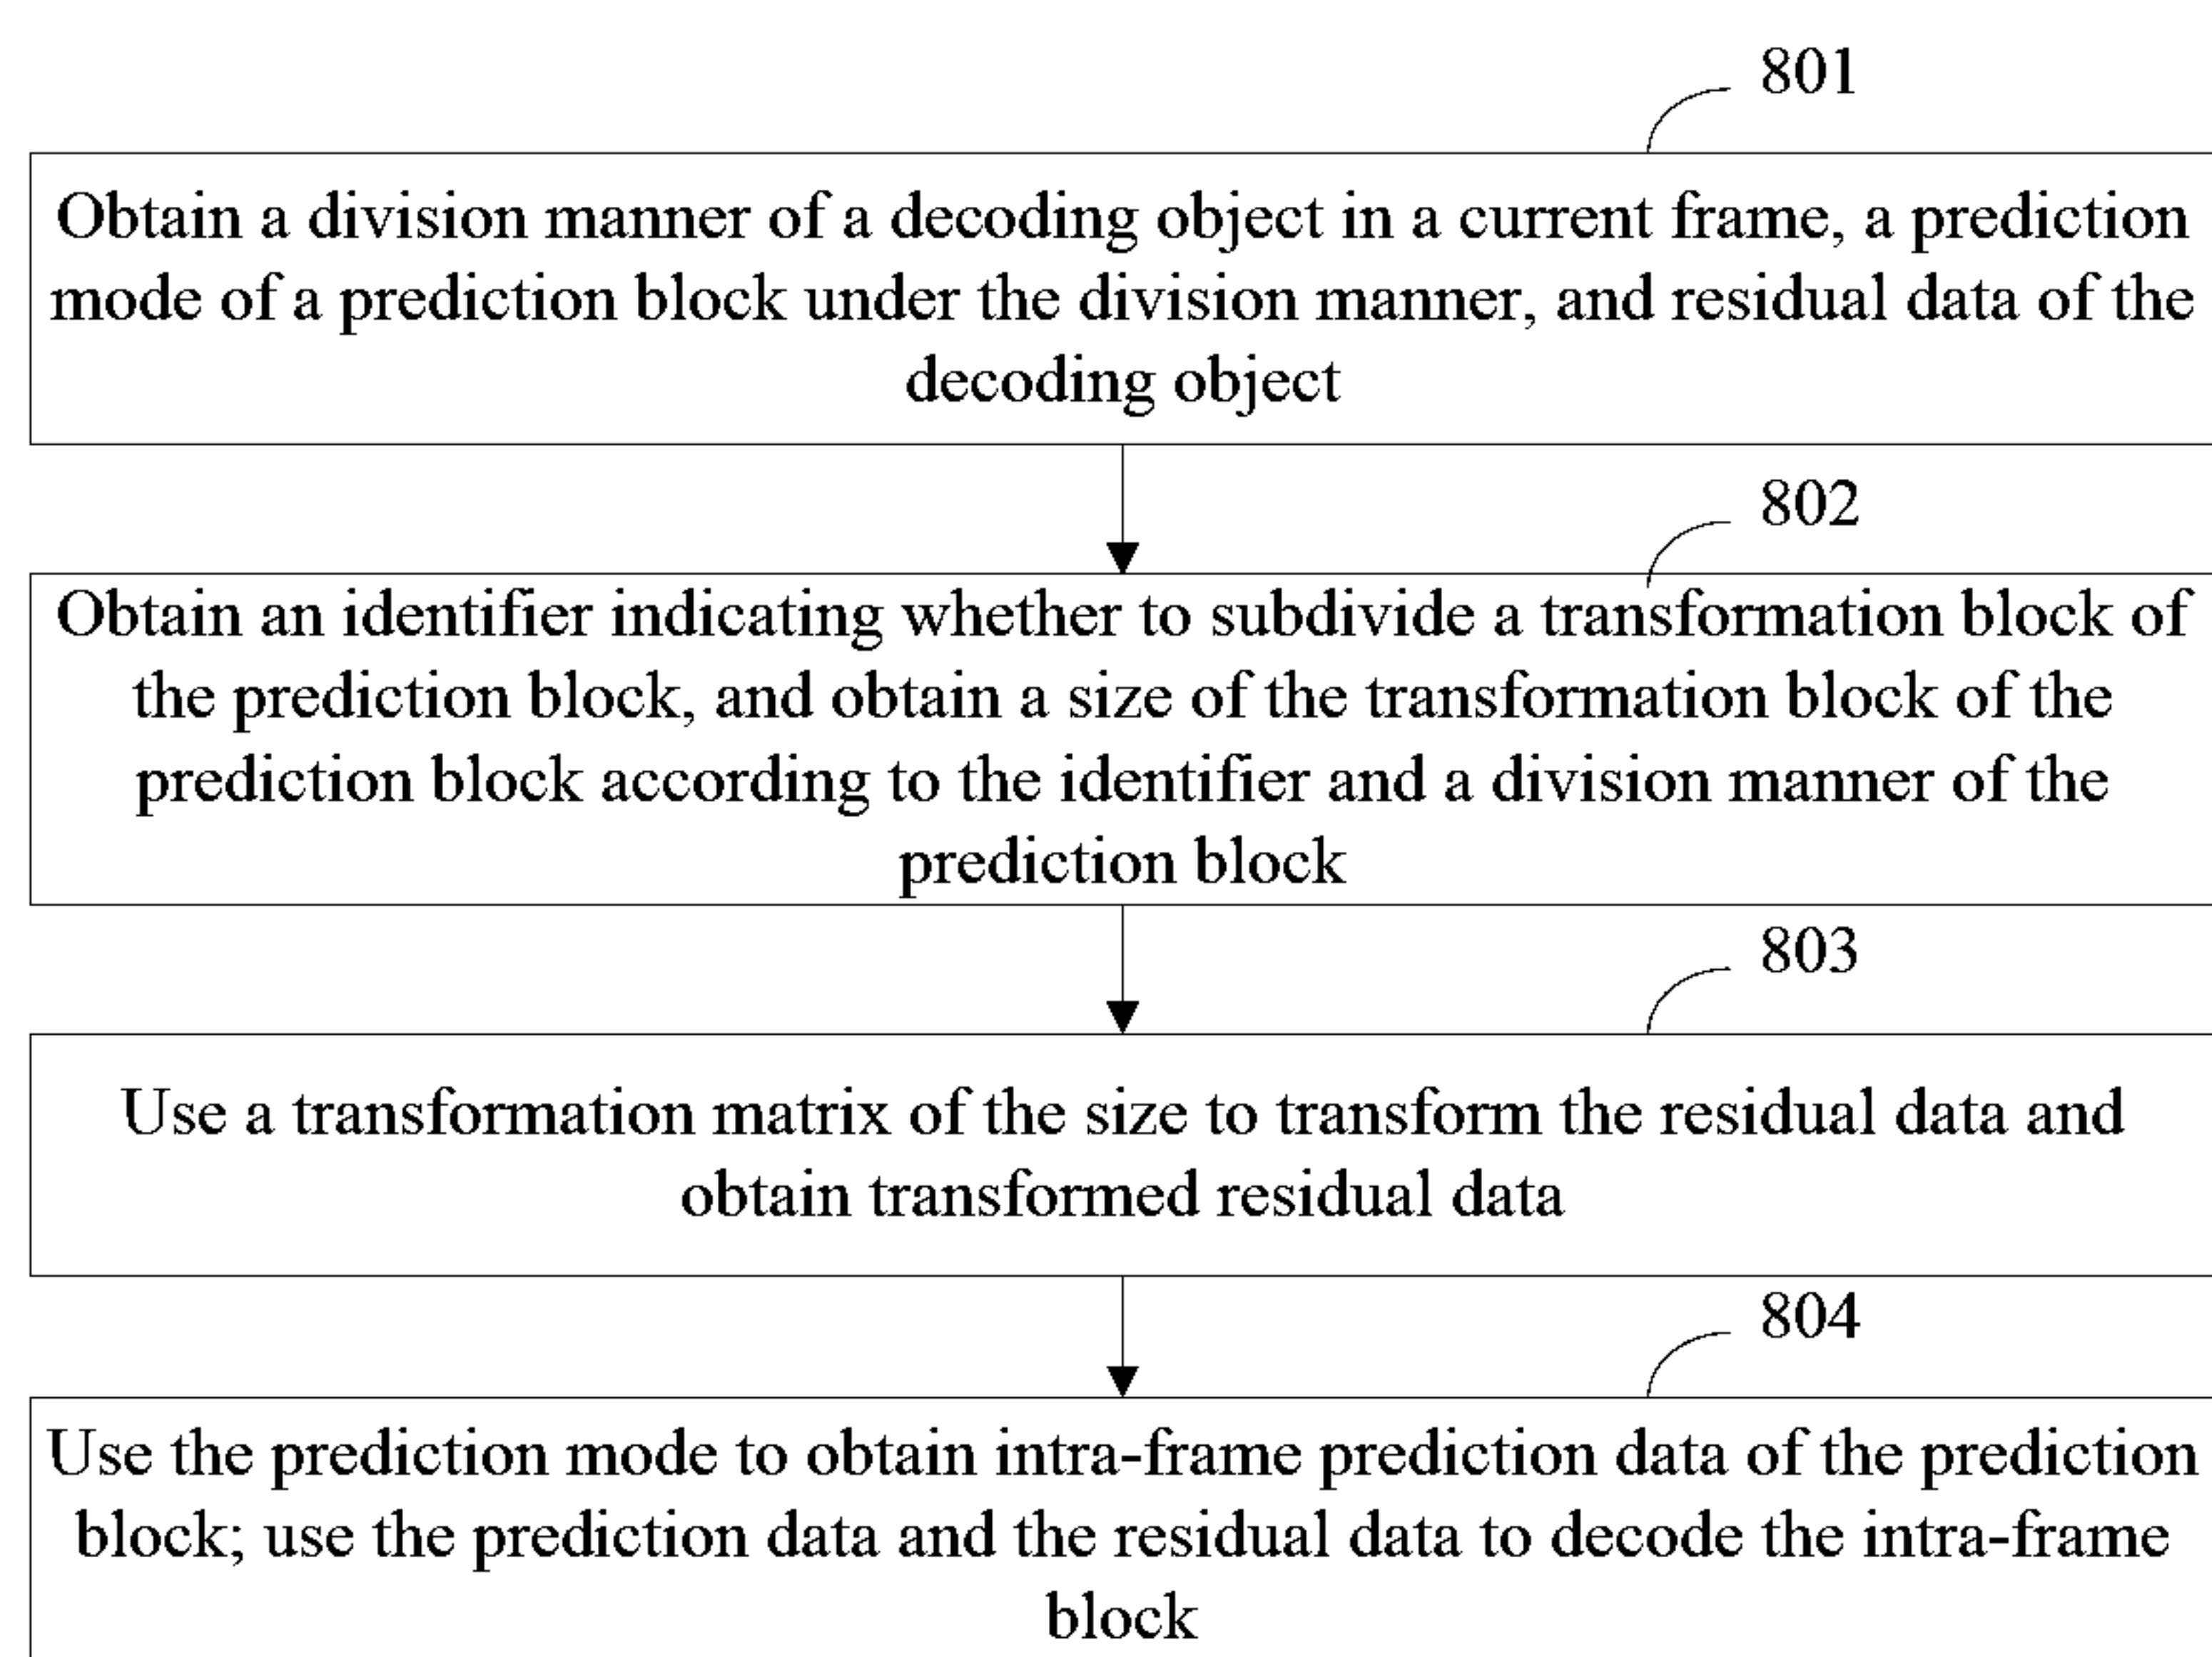 801
Obtain a division manner of a decoding object in a current frame, a prediction
mode of a prediction block under the division manner, and residual data of the
decoding object
802
Obtain an identifier indicating whether to subdivide a transformation block of
the prediction block, and obtain a size of the transformation block of the
prediction block according to the identifier and a division manner of the
prediction block
803
Use a transformation matrix of the size to transform the residual data and
obtain transformed residual data
804
Use the prediction mode to obtain intra-frame prediction data of the prediction
block; use the prediction data and the residual data to decode the intra-frame
block